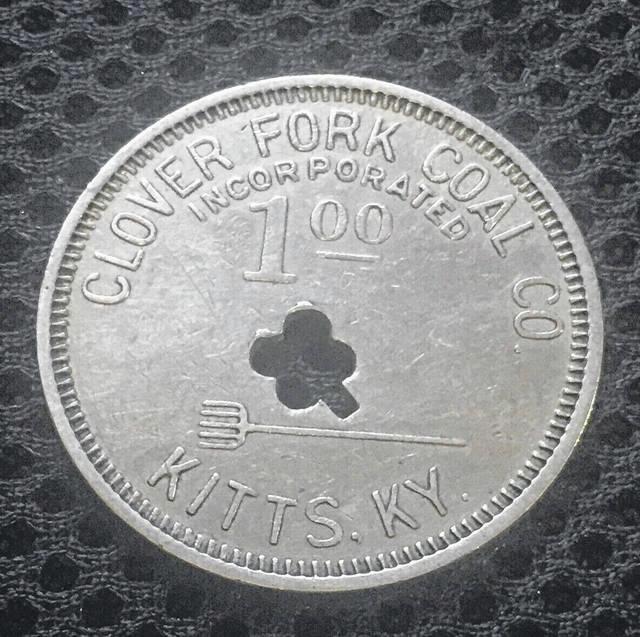 CLOVER FORK COAL CO.
INCORPORATED
1 00
KITTS, KY.